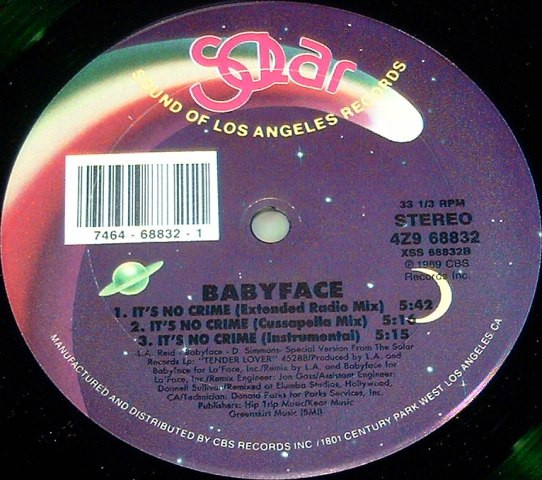 SOLAR
SOUND OF LOS ANGELES RECORDS
7464 - 68832 - 1
33 1/3 RPM
STEREO
4Z9 68832
XSS 68832B
℗ © 1989 CBS
Records Inc.
BABYFACE
1. IT'S NO CRIME (Extended Radio Mix) 5:42
2. IT'S NO CRIME (Cussapella Mix) 5:16
3. IT'S NO CRIME (Instrumental) 5:15
L.A. Reid - Babyface - D. Simmons- Special Version From The Solar
Records Lp: "TENDER LOVER" 45288/Produced by L.A. and
Babyface for La'Face, Inc./Remix by L.A. and Babyface for
La'Face, Inc./Remix Engineer: Jon Gass/Assistant Engineer:
Donnell Sullivan/Remixed at Elumba Studios, Hollywood,
CA/Technician: Donald Parks for Parks Services, Inc.
Publishers: Hip Trip Music/Kear Music
Greenskirt Music (BMI)
MANUFACTURED AND DISTRIBUTED BY CBS RECORDS INC /1801 CENTURY PARK WEST, LOS ANGELES, CA